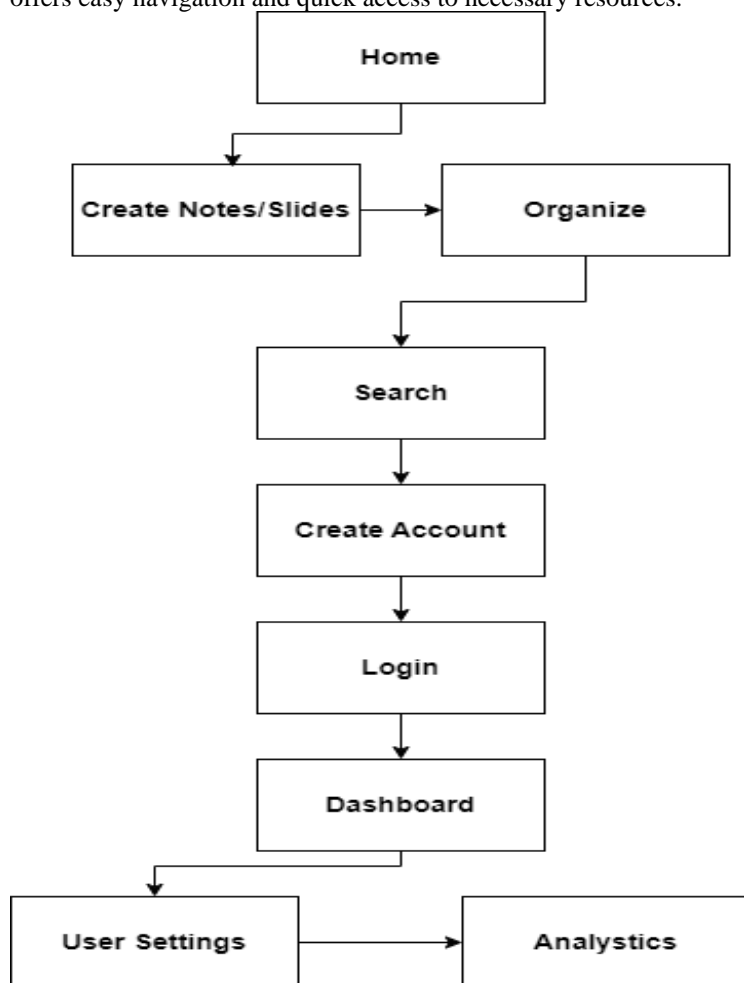 offers easy navigation and quick access to necessary resources.
Home
Create Notes/Slides
Organize
Search
Create Account
Login
Dashboard
User Settings
Analystics